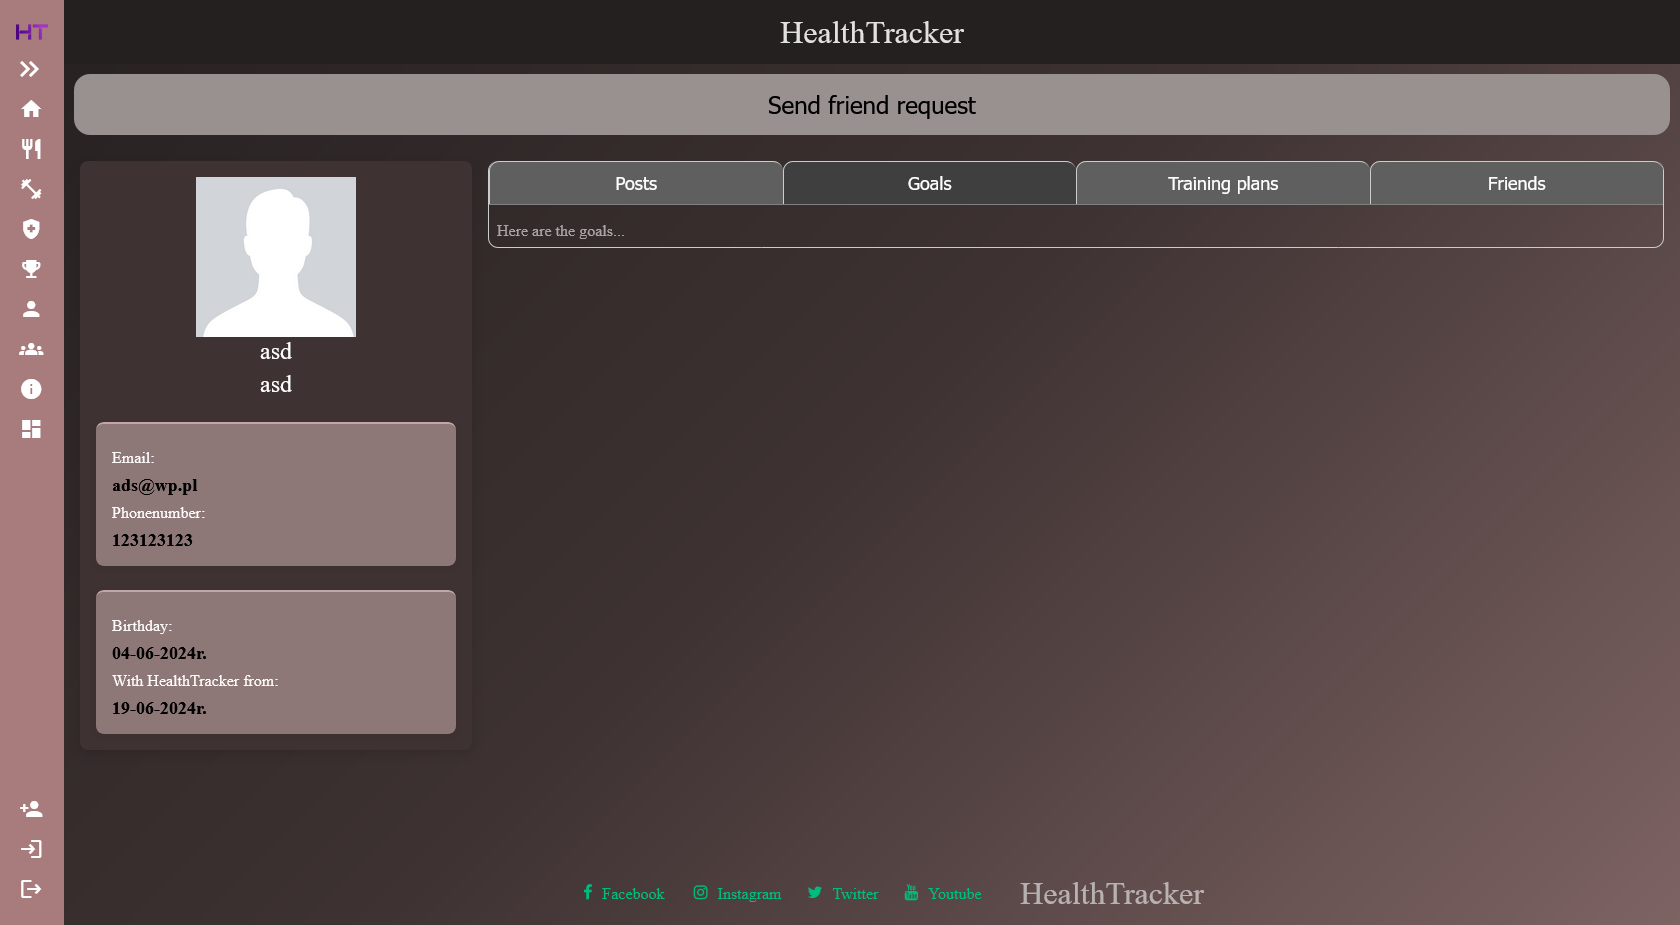 HT
HealthTracker
Send friend request
asd
asd
Email:
ads@wp.pl
Phonenumber:
123123123
Birthday:
04-06-2024r.
With HealthTracker from:
19-06-2024r.
Posts Goals Training plans Friends
Here are the goals...
Facebook Instagram Twitter Youtube HealthTracker